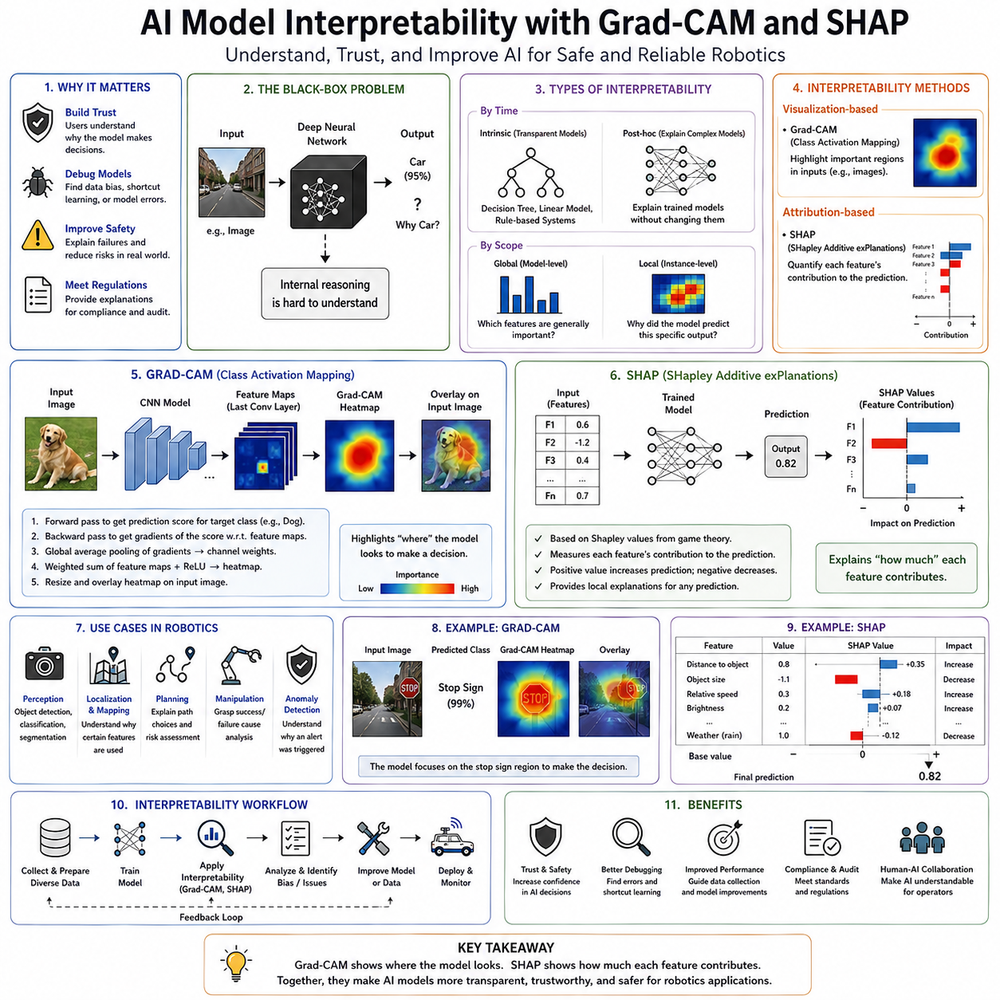 AI Model Interpretability with Grad-CAM and SHAP
Understand, Trust, and Improve AI for Safe and Reliable Robotics
1. WHY IT MATTERS
Build Trust
Users understand
why the model makes
decisions.
Debug Models
Find data bias, shortcut
learning, or model errors.
Improve Safety
Explain failures and
reduce risks in real world.
Meet Regulations
Provide explanations
for compliance and audit.
2. THE BLACK-BOX PROBLEM
Input
e.g., Image
Deep Neural
Network
Output
Car
(95%)
?
Why Car?
Internal reasoning
is hard to understand
3. TYPES OF INTERPRETABILITY
By Time
Intrinsic (Transparent Models)
Decision Tree, Linear Model,
Rule-based Systems
Post-hoc (Explain Complex Models)
Explain trained models
without changing them
By Scope
Global (Model-level)
Which features are generally
important?
Local (Instance-level)
Why did the model predict
this specific output?
4. INTERPRETABILITY METHODS
Visualization-based
• Grad-CAM
(Class Activation Mapping)
Highlight important regions
in inputs (e.g., images).
Attribution-based
• SHAP
(SHapley Additive exPlanations)
Quantify each feature's
contribution to the prediction.
Feature 1
Feature 2
Feature 3
⋮
Feature n
− 0 +
Contribution
5. GRAD-CAM (Class Activation Mapping)
Input
Image
CNN Model
...
Feature Maps
(Last Conv Layer)
Grad-CAM
Heatmap
Overlay on
Input Image
1. Forward pass to get prediction score for target class (e.g., Dog).
2. Backward pass to get gradients of the score w.r.t. feature maps.
3. Global average pooling of gradients → channel weights.
4. Weighted sum of feature maps + ReLU → heatmap.
5. Resize and overlay heatmap on input image.
Highlights "where" the model
looks to make a decision.
Importance
Low High
6. SHAP (SHapley Additive exPlanations)
Input
(Features)
F1 0.6
F2 -1.2
F3 0.4
... ...
Fn 0.7
Trained
Model
Prediction
Output
0.82
SHAP Values
(Feature Contribution)
F1
F2
F3
⋮
Fn
− 0 +
Impact on Prediction
✓ Based on Shapley values from game theory.
✓ Measures each feature's contribution to the prediction.
✓ Positive value increases prediction; negative decreases.
✓ Provides local explanations for any prediction.
Explains "how much" each
feature contributes.
7. USE CASES IN ROBOTICS
Perception
Object detection,
classification,
segmentation
Localization
& Mapping
Understand why
certain features
are used
Planning
Explain path
choices and
risk assessment
Manipulation
Grasp success/
failure cause
analysis
Anomaly
Detection
Understand
why an alert
was triggered
8. EXAMPLE: GRAD-CAM
Input Image
STOP
Predicted Class
Stop Sign
(99%)
Grad-CAM Heatmap
STOP
Overlay
STOP
The model focuses on the stop sign region to make the decision.
9. EXAMPLE: SHAP
Feature Value SHAP Value Impact
Distance to object 0.8 +0.35 Increase
Object size -1.1 Decrease
Relative speed 0.3 +0.18 Increase
Brightness 0.2 +0.07 Increase
... ... ... ...
Weather (rain) 1.0 -0.12 Decrease
Base value − 0 +
Final prediction 0.82
10. INTERPRETABILITY WORKFLOW
Collect & Prepare
Diverse Data
Train
Model
Apply
Interpretability
(Grad-CAM, SHAP)
Analyze & Identify
Bias / Issues
Improve Model
or Data
Deploy &
Monitor
Feedback Loop
11. BENEFITS
Trust & Safety
Increase confidence
in AI decisions
Better Debugging
Find errors and
shortcut learning
Improved Performance
Guide data collection
and model improvements
Compliance & Audit
Meet standards
and regulations
Human-AI Collaboration
Make AI understandable
for operators
KEY TAKEAWAY
Grad-CAM shows where the model looks. SHAP shows how much each feature contributes.
Together, they make AI models more transparent, trustworthy, and safer for robotics applications.